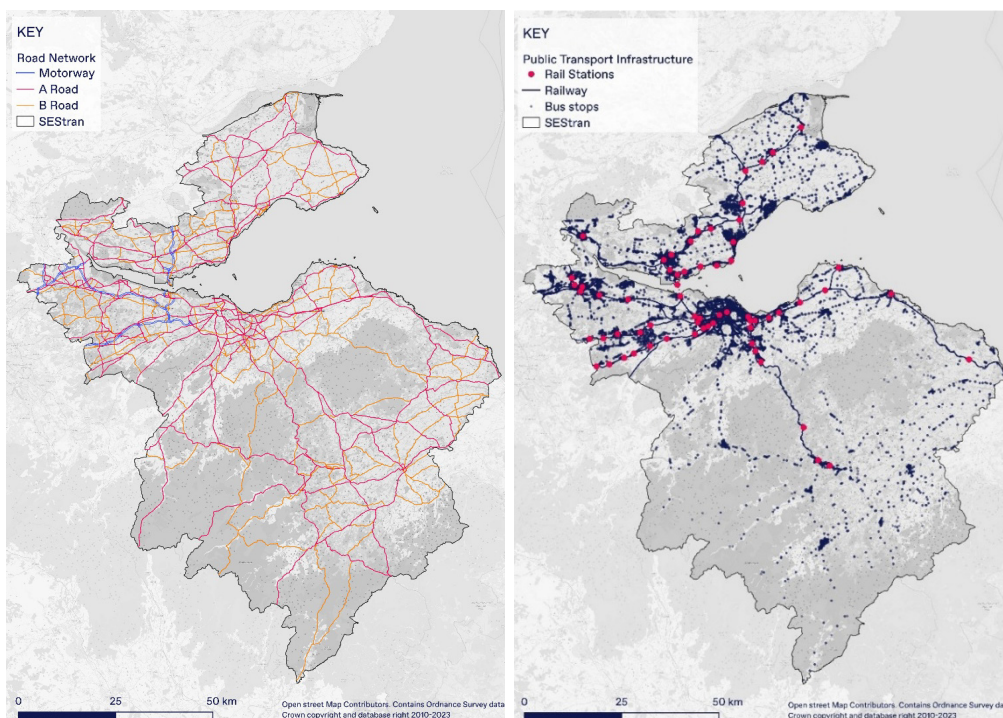 KEY
Road Network
Motorway
A Road
B Road
SEStran
0 25 50 km
Open street Map Contributors. Contains Ordnance Survey data
Crown copyright and database right 2010-2023
KEY
Public Transport Infrastructure
Rail Stations
Railway
Bus stops
SEStran
0 25 50 km
Open street Map Contributors. Contains Ordnance Survey d
Crown copyright and database right 2010-2023